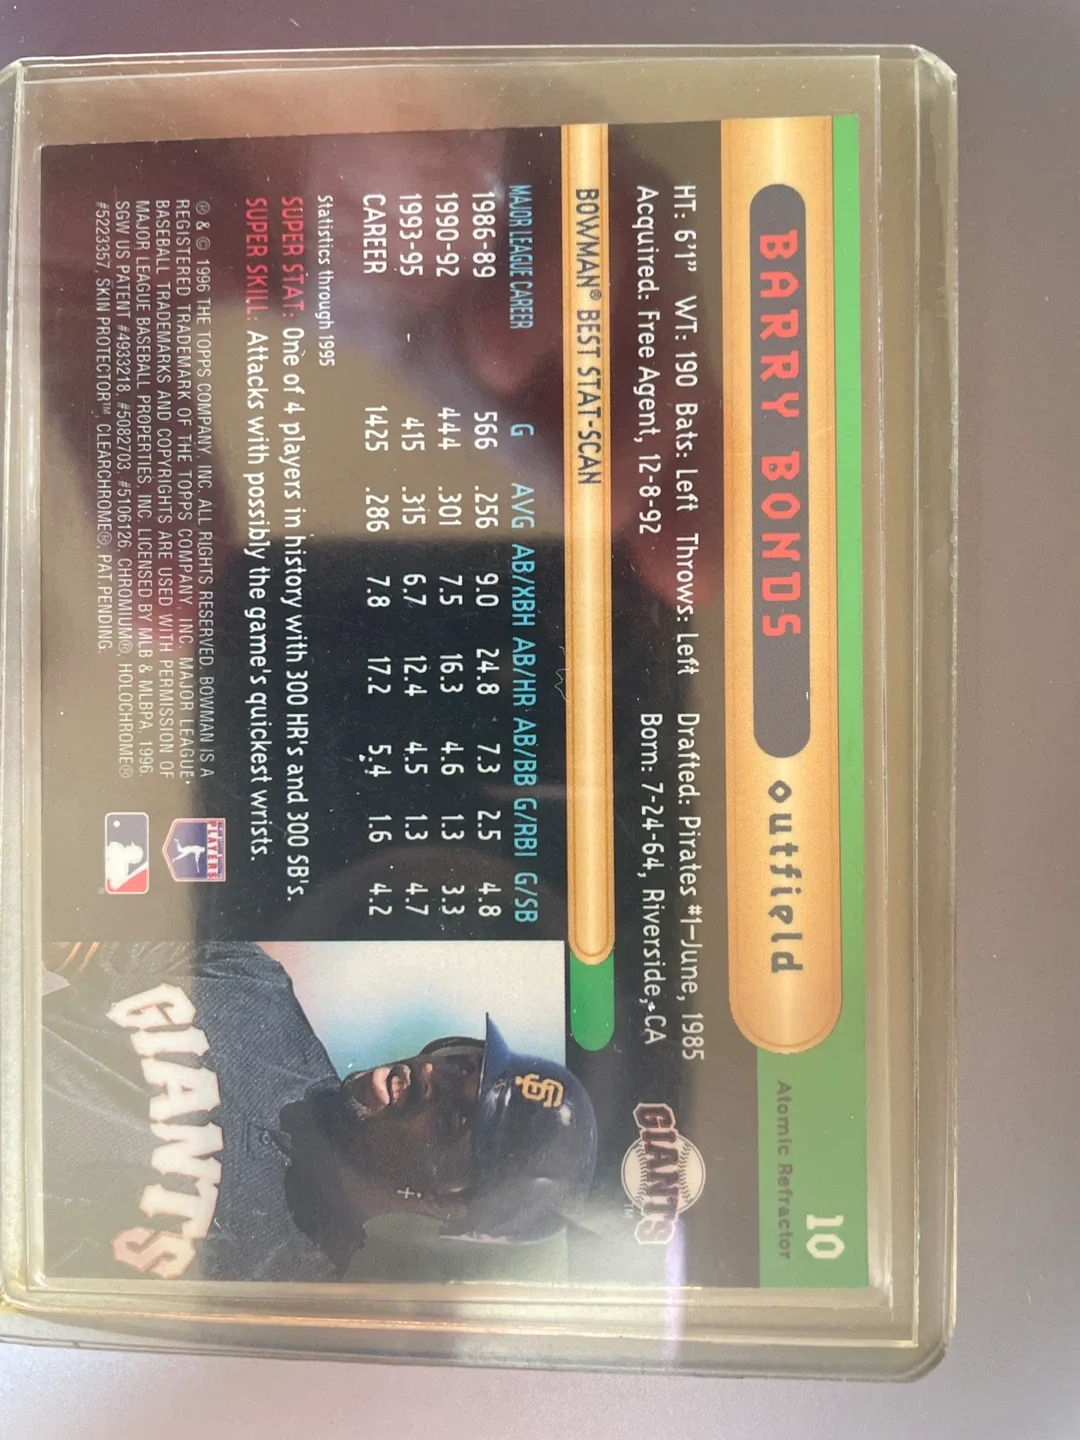 10
BARRY BONDS outfield
Atomic Refractor
HT: 6'1" WT: 190 Bats: Left Throws: Left Drafted: Pirates #1-June, 1985
Acquired: Free Agent, 12-8-92 Born: 7-24-64, Riverside, CA
GIANTS
TM
BOWMAN® BEST STAT-SCAN
MAJOR LEAGUE CAREER G AVG AB/XBH AB/HR AB/BB G/RBI G/SB
1986-89 566 .256 9.0 24.8 7.3 2.5 4.8
1990-92 444 .301 7.5 16.3 4.6 1.3 3.3
1993-95 415 .315 6.7 12.4 4.5 1.3 4.7
CAREER 1425 .286 7.8 17.2 5.4 1.6 4.2
Statistics through 1995
SUPER STAT: One of 4 players in history with 300 HR's and 300 SB's.
SUPER SKILL: Attacks with possibly the game's quickest wrists.
® & © 1996 THE TOPPS COMPANY, INC. ALL RIGHTS RESERVED. BOWMAN IS A
REGISTERED TRADEMARK OF THE TOPPS COMPANY, INC. MAJOR LEAGUE
BASEBALL TRADEMARKS AND COPYRIGHTS ARE USED WITH PERMISSION OF
MAJOR LEAGUE BASEBALL PROPERTIES, INC. LICENSED BY MLB & MLBPA, 1996
SGW US PATENT #4933218, #5082703, #5106126, CHROMIUM®, HOLOCHROME®
#5223357, SKIN PROTECTOR™, CLEARCHROME®, PAT. PENDING.
PLAYERS
SF
GIANTS